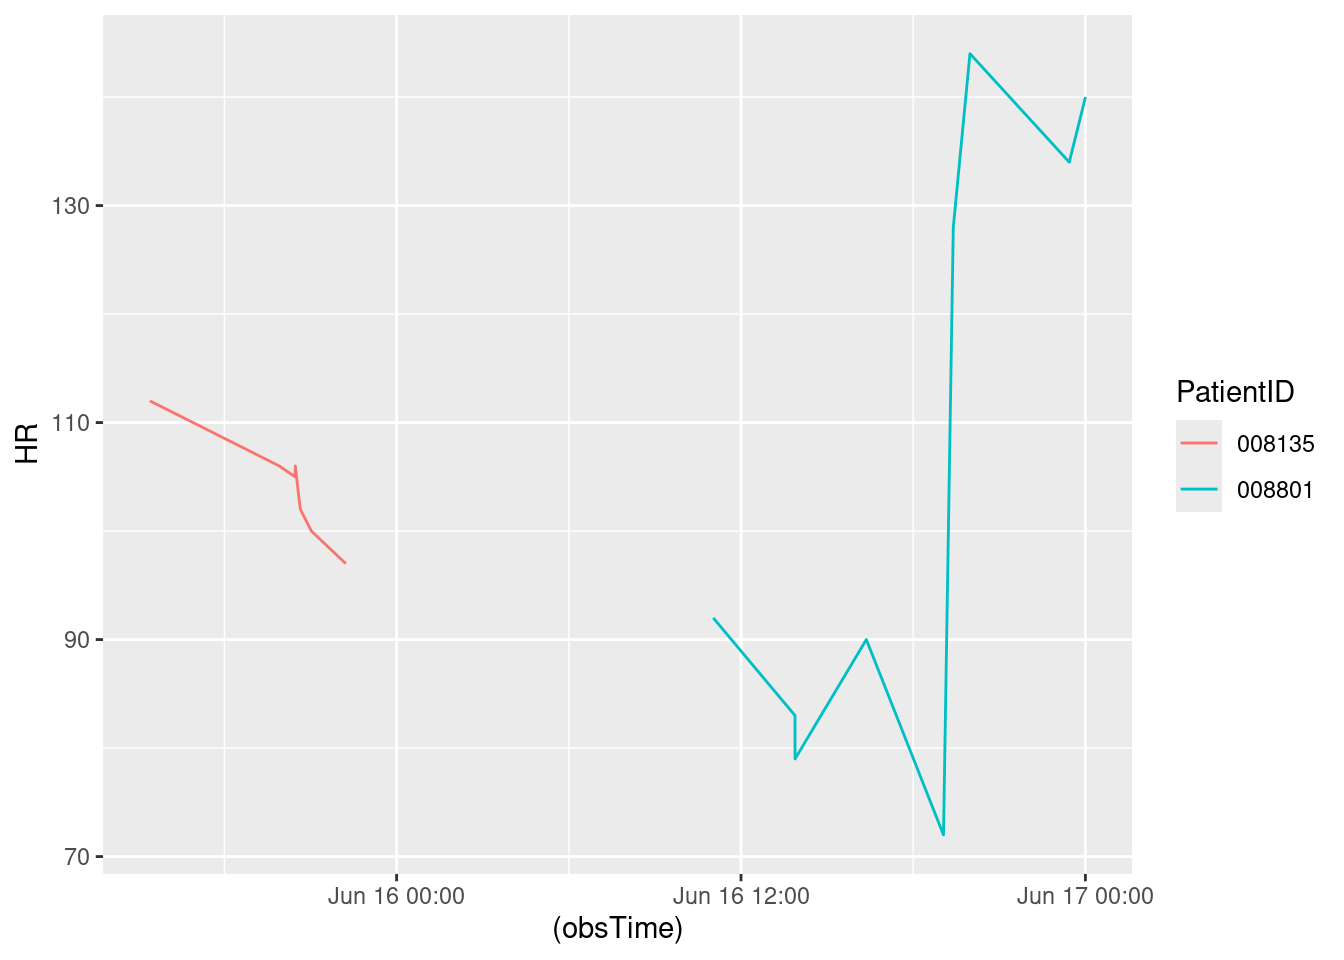 HR
130
110
90
70
Jun 16 00:00
Jun 16 12:00
Jun 17 00:00
(obsTime)
PatientID
008135
008801